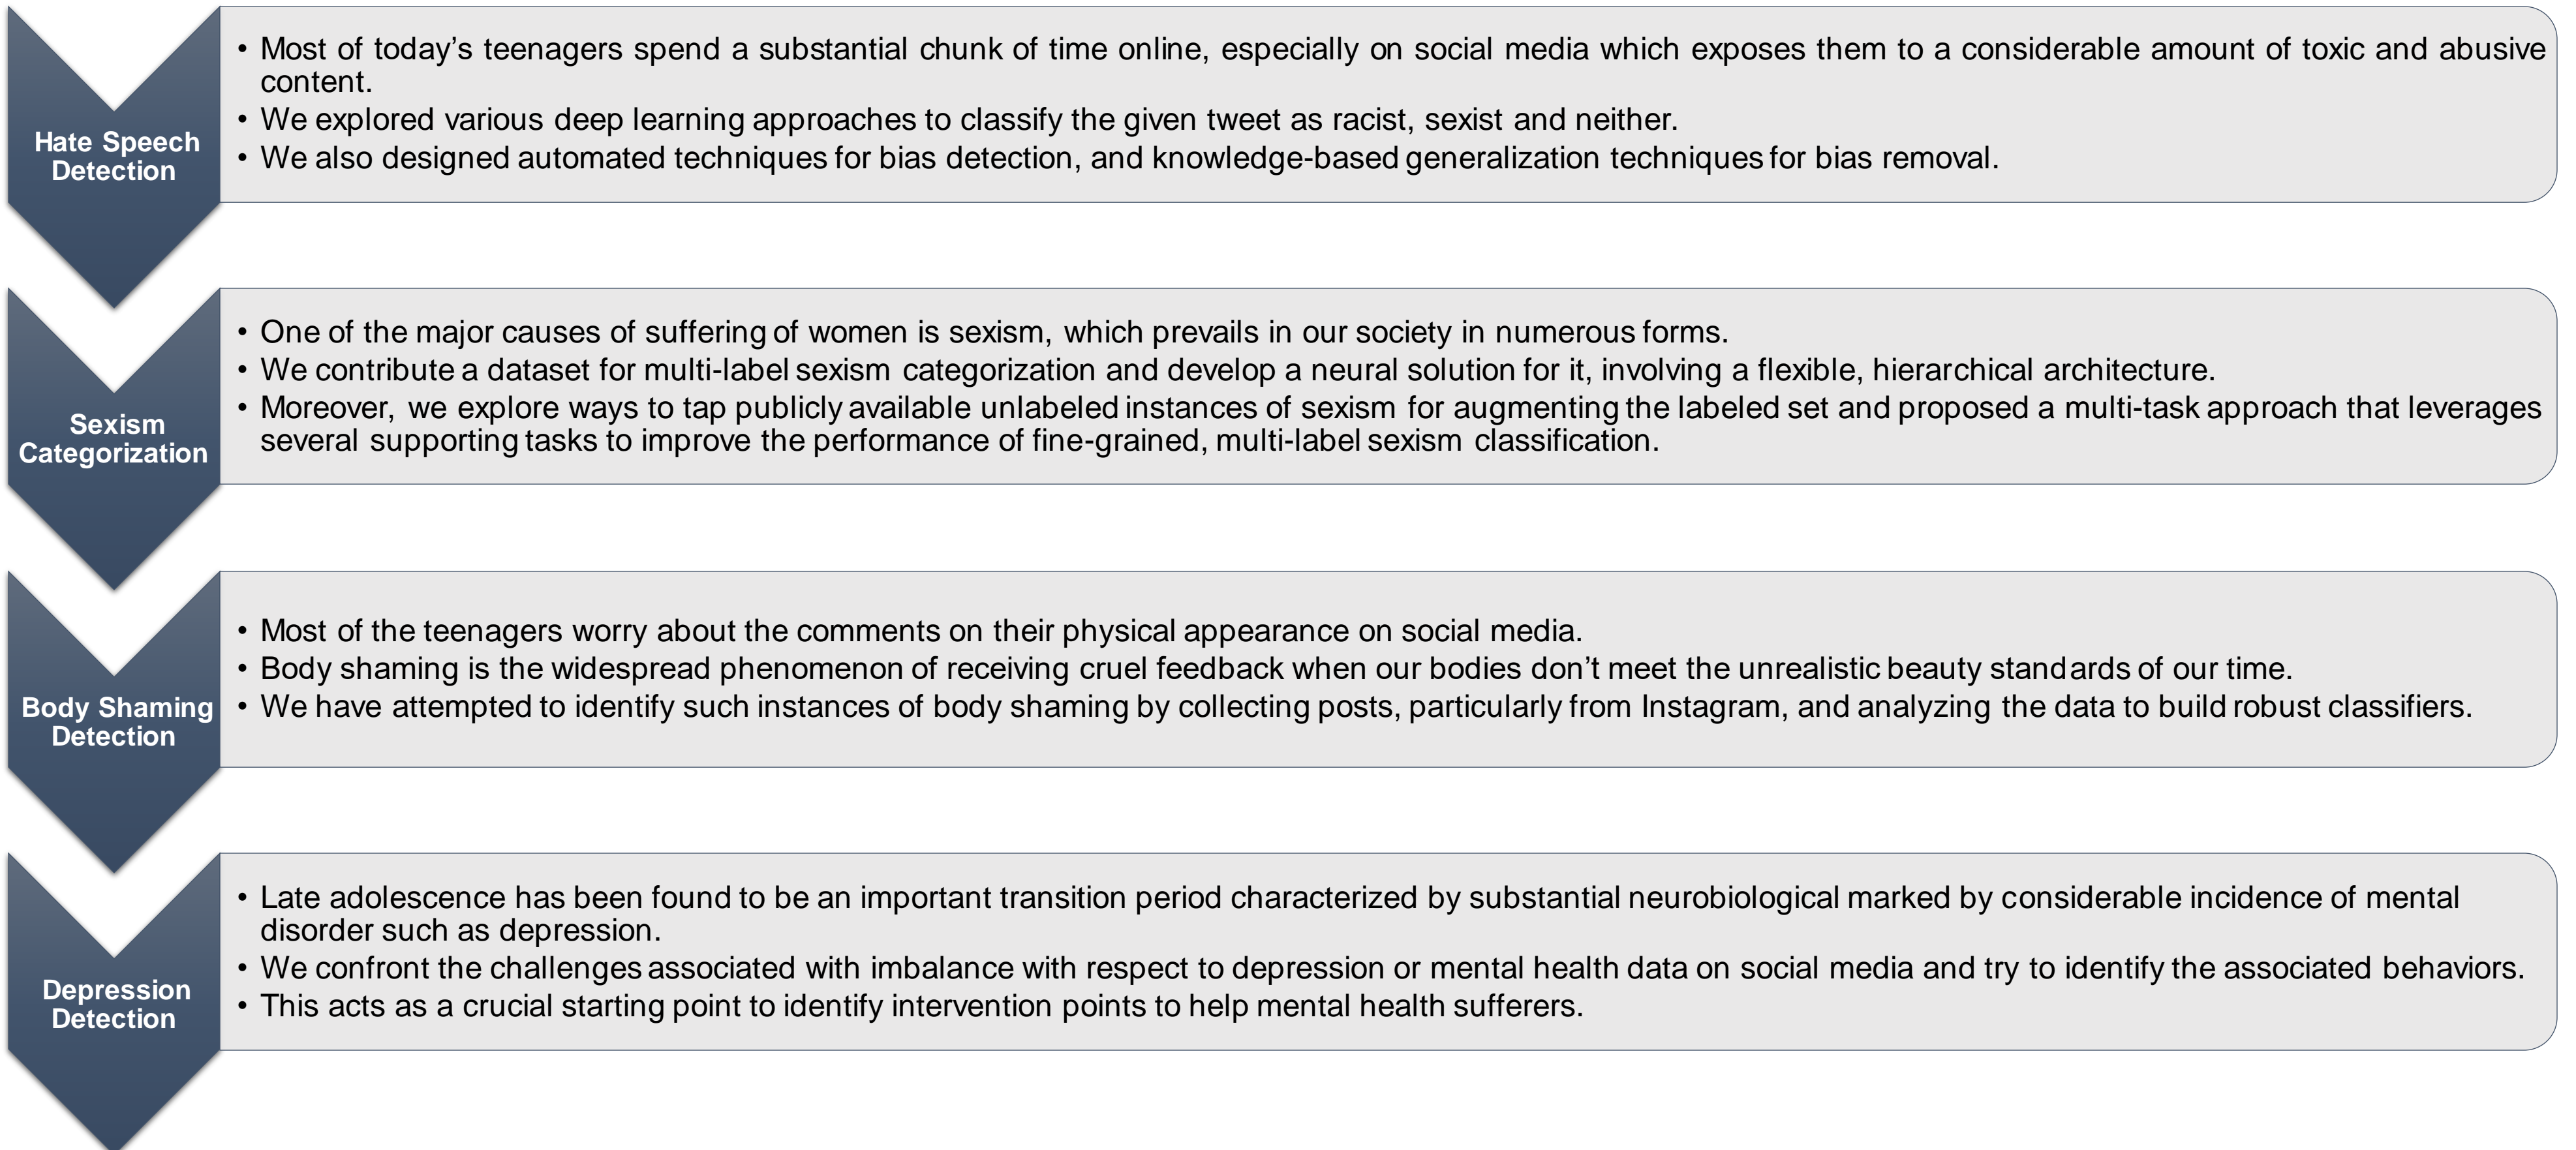 Hate Speech
Detection
• Most of today’s teenagers spend a substantial chunk of time online, especially on social media which exposes them to a considerable amount of toxic and abusive
content.
• We explored various deep learning approaches to classify the given tweet as racist, sexist and neither.
• We also designed automated techniques for bias detection, and knowledge-based generalization techniques for bias removal.
Sexism
Categorization
• One of the major causes of suffering of women is sexism, which prevails in our society in numerous forms.
• We contribute a dataset for multi-label sexism categorization and develop a neural solution for it, involving a flexible, hierarchical architecture.
• Moreover, we explore ways to tap publicly available unlabeled instances of sexism for augmenting the labeled set and proposed a multi-task approach that leverages
several supporting tasks to improve the performance of fine-grained, multi-label sexism classification.
Body Shaming
Detection
• Most of the teenagers worry about the comments on their physical appearance on social media.
• Body shaming is the widespread phenomenon of receiving cruel feedback when our bodies don’t meet the unrealistic beauty standards of our time.
• We have attempted to identify such instances of body shaming by collecting posts, particularly from Instagram, and analyzing the data to build robust classifiers.
Depression
Detection
• Late adolescence has been found to be an important transition period characterized by substantial neurobiological marked by considerable incidence of mental
disorder such as depression.
• We confront the challenges associated with imbalance with respect to depression or mental health data on social media and try to identify the associated behaviors.
• This acts as a crucial starting point to identify intervention points to help mental health sufferers.